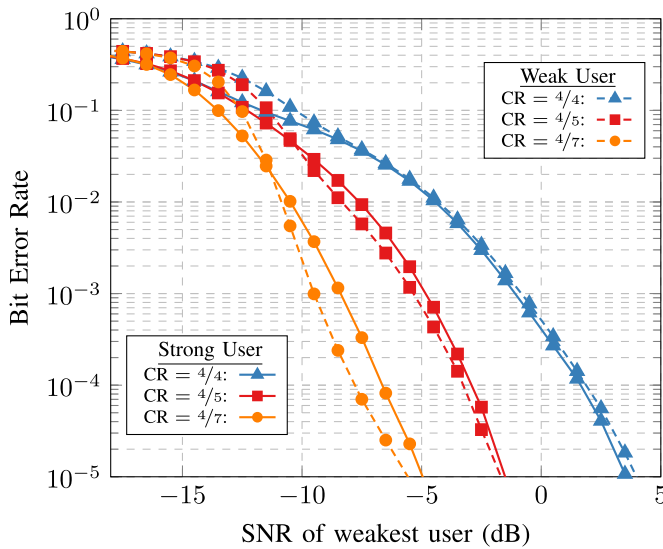 10⁰
10⁻¹
10⁻²
10⁻³
10⁻⁴
10⁻⁵
Bit Error Rate
Weak User
CR = 4/4:
CR = 4/5:
CR = 4/7:
Strong User
CR = 4/4:
CR = 4/5:
CR = 4/7:
−15 −10 −5 0 5
SNR of weakest user (dB)